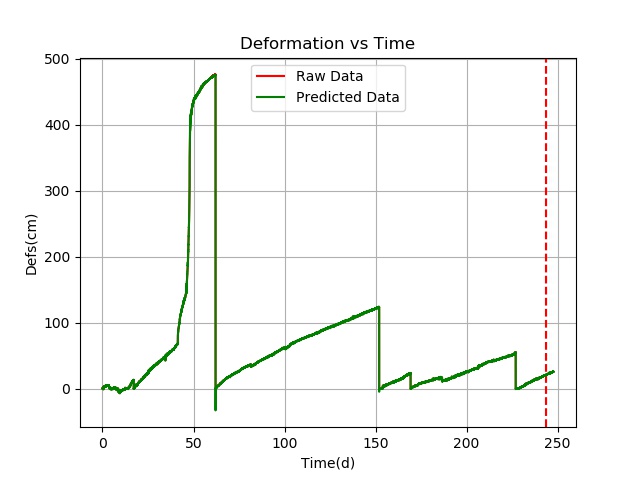 Deformation vs Time
Raw Data
Predicted Data
500
400
300
200
100
0
Defs(cm)
0 50 100 150 200 250
Time(d)